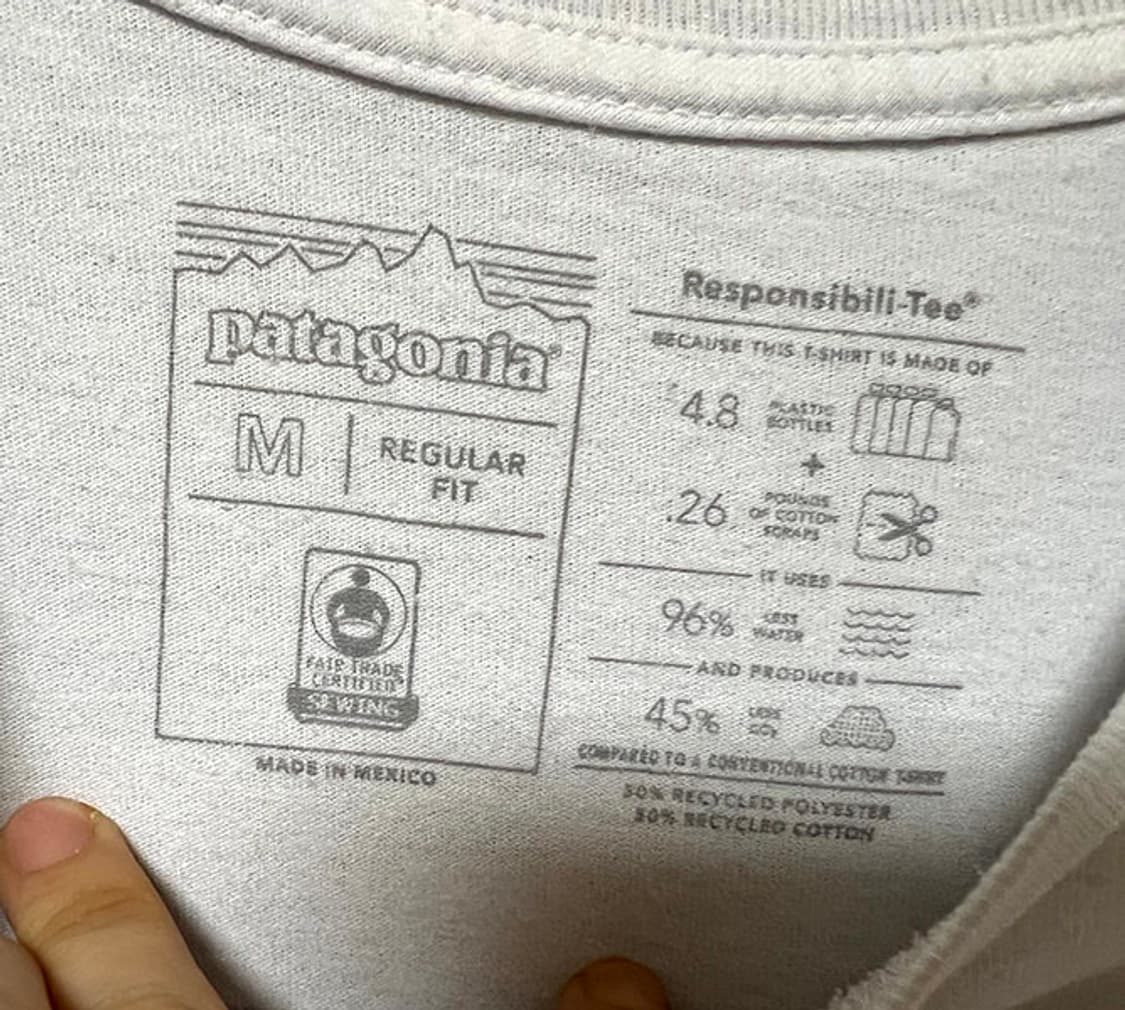 patagonia®
M
REGULAR
FIT
FAIR TRADE
CERTIFIED
SEWING
MADE IN MEXICO
Responsibili-Tee®
BECAUSE THIS T-SHIRT IS MADE OF
4.8 PLASTIC
BOTTLES
+
.26 POUNDS
OF COTTON
SCRAPS
IT USES
96% LESS
WATER
AND PRODUCES
45% LESS
CO₂
COMPARED TO A CONVENTIONAL COTTON T-SHIRT
50% RECYCLED POLYESTER
50% RECYCLED COTTON